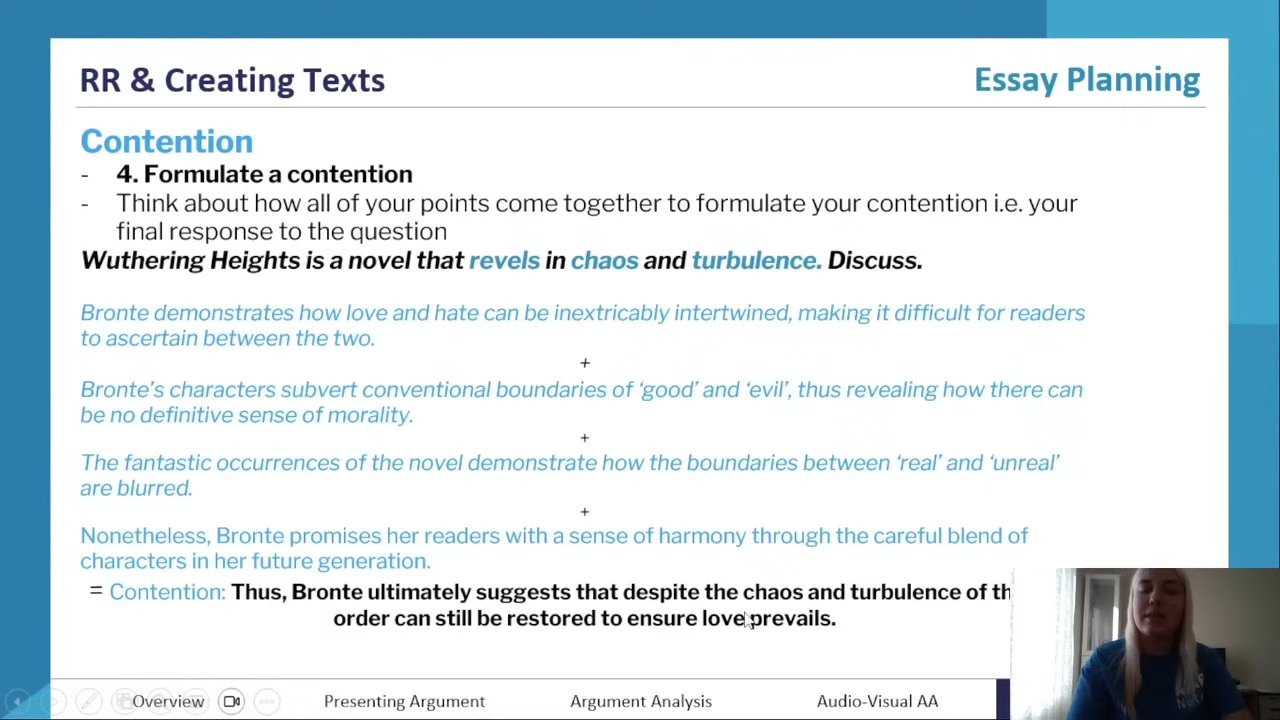 RR & Creating Texts
Essay Planning
Contention
- 4. Formulate a contention
- Think about how all of your points come together to formulate your contention i.e. your
final response to the question
Wuthering Heights is a novel that revels in chaos and turbulence. Discuss.
Bronte demonstrates how love and hate can be inextricably intertwined, making it difficult for readers
to ascertain between the two.
+
Bronte's characters subvert conventional boundaries of ‘good’ and ‘evil’, thus revealing how there can
be no definitive sense of morality.
+
The fantastic occurrences of the novel demonstrate how the boundaries between ‘real’ and ‘unreal’
are blurred.
+
Nonetheless, Bronte promises her readers with a sense of harmony through the careful blend of
characters in her future generation.
= Contention: Thus, Bronte ultimately suggests that despite the chaos and turbulence of
order can still be restored to ensure love prevails.
Overview
Presenting Argument
Argument Analysis
Audio-Visual AA